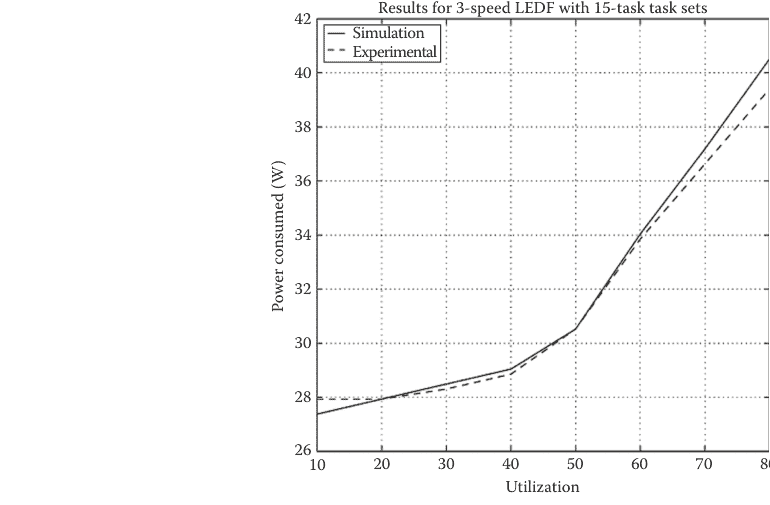 Results for 3-speed LEDF with 15-task task sets
42
Simulation
Experimental
40
38
36
34
32
30
28
26
Power consumed (W)
10 20 30 40 50 60 70
Utilization